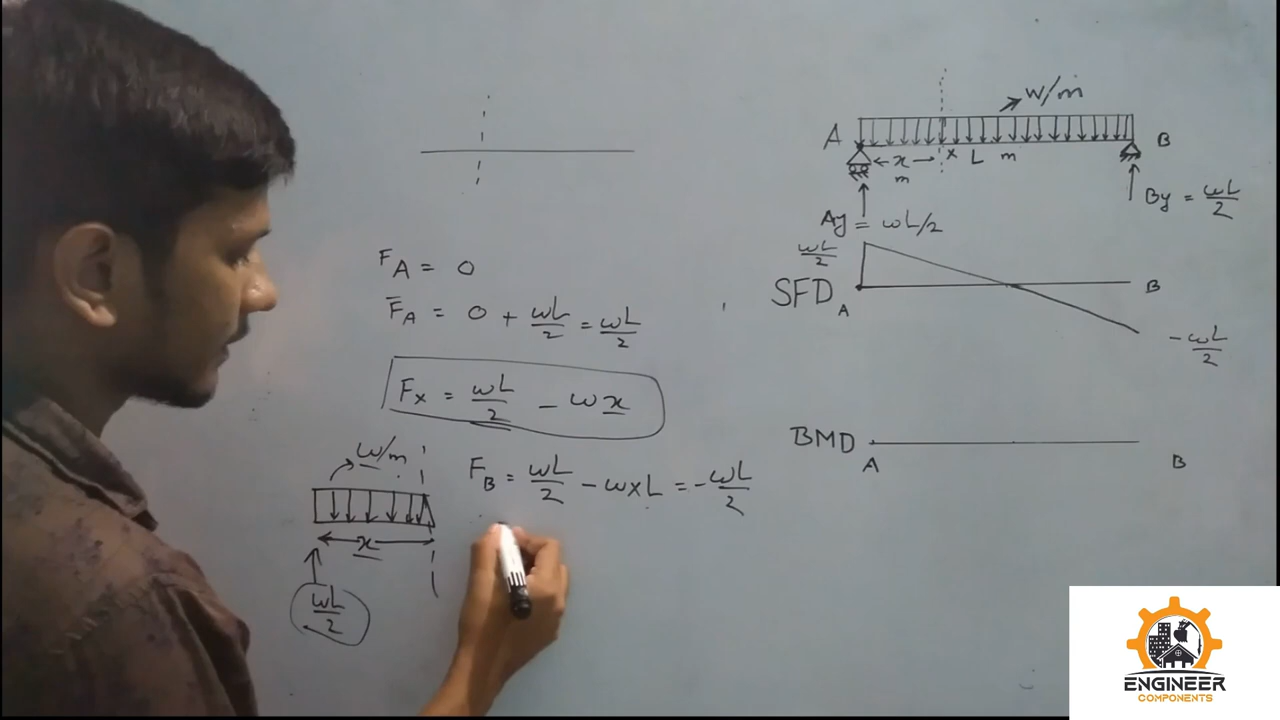 F_A = 0
F_A = 0 + ωL/2 = ωL/2
F_x = ωL/2 - ωx
F_B = ωL/2 - ω×L = -ωL/2
W/m
x
ωL/2
W/m
A
B
x
m
x
L m
Ay = ωL/2
By = ωL/2
ωL/2
SFD
A
B
-ωL/2
BMD
A
B
ENGINEER
COMPONENTS